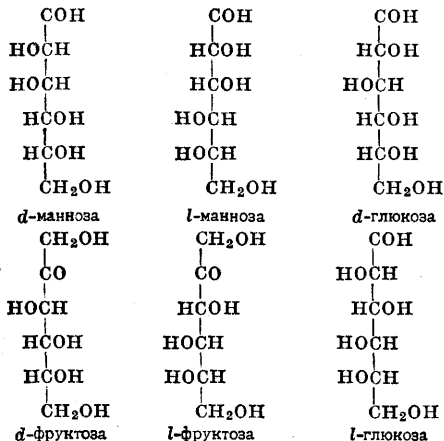 COH COH COH
HOCH HCOH HCOH
HOCH HCOH HOCH
HCOH HOCH HCOH
HCOH HOCH HCOH
CH₂OH CH₂OH CH₂OH
d-манноза l-манноза d-глюкоза
CH₂OH CH₂OH COH
CO CO HOCH
HOCH HCOH HCOH
HCOH HOCH HOCH
HCOH HOCH HOCH
CH₂OH CH₂OH CH₂OH
d-фруктоза l-фруктоза l-глюкоза